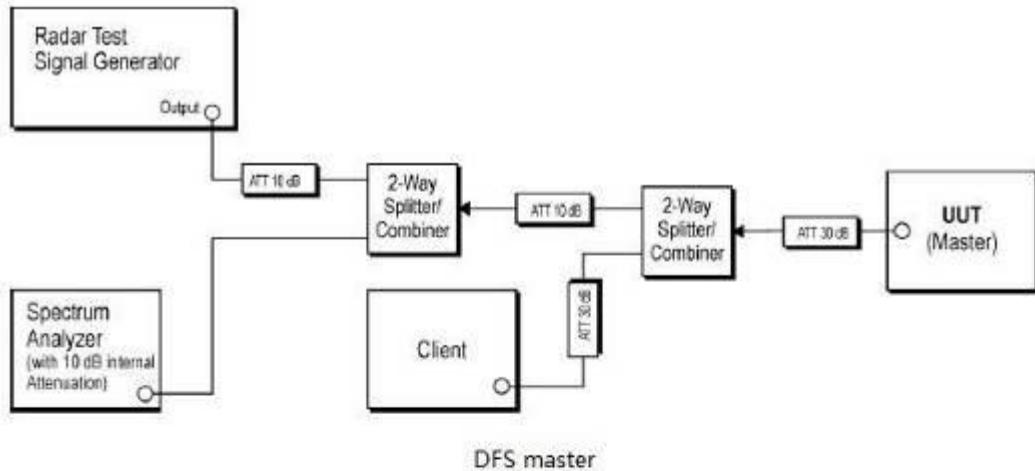 Radar Test
Signal Generator
Output
ATT 10 dB
2-Way
Splitter/
Combiner
ATT 10 dB
2-Way
Splitter/
Combiner
ATT 30 dB
UUT
(Master)
Spectrum
Analyzer
(with 10 dB internal
Attenuation)
Client
ATT 30 dB
DFS master